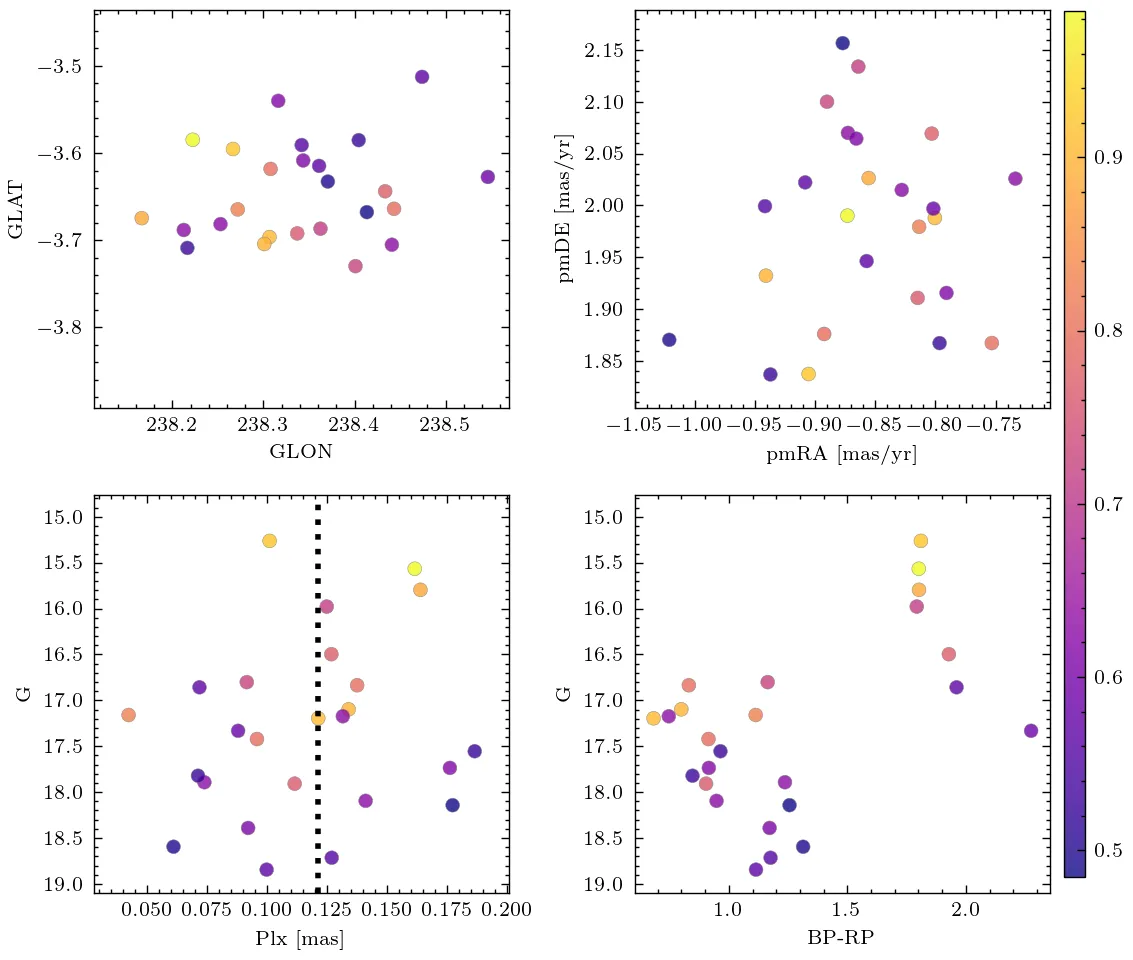 −3.5
−3.6
−3.7
−3.8
GLAT
238.2 238.3 238.4 238.5
GLON
2.15
2.10
2.05
2.00
1.95
1.90
1.85
pmDE [mas/yr]
−1.05 −1.00 −0.95 −0.90 −0.85 −0.80 −0.75
pmRA [mas/yr]
0.9
0.8
0.7
0.6
0.5
15.0
15.5
16.0
16.5
17.0
17.5
18.0
18.5
19.0
G
0.050 0.075 0.100 0.125 0.150 0.175 0.200
Plx [mas]
15.0
15.5
16.0
16.5
17.0
17.5
18.0
18.5
19.0
G
1.0 1.5 2.0
BP-RP